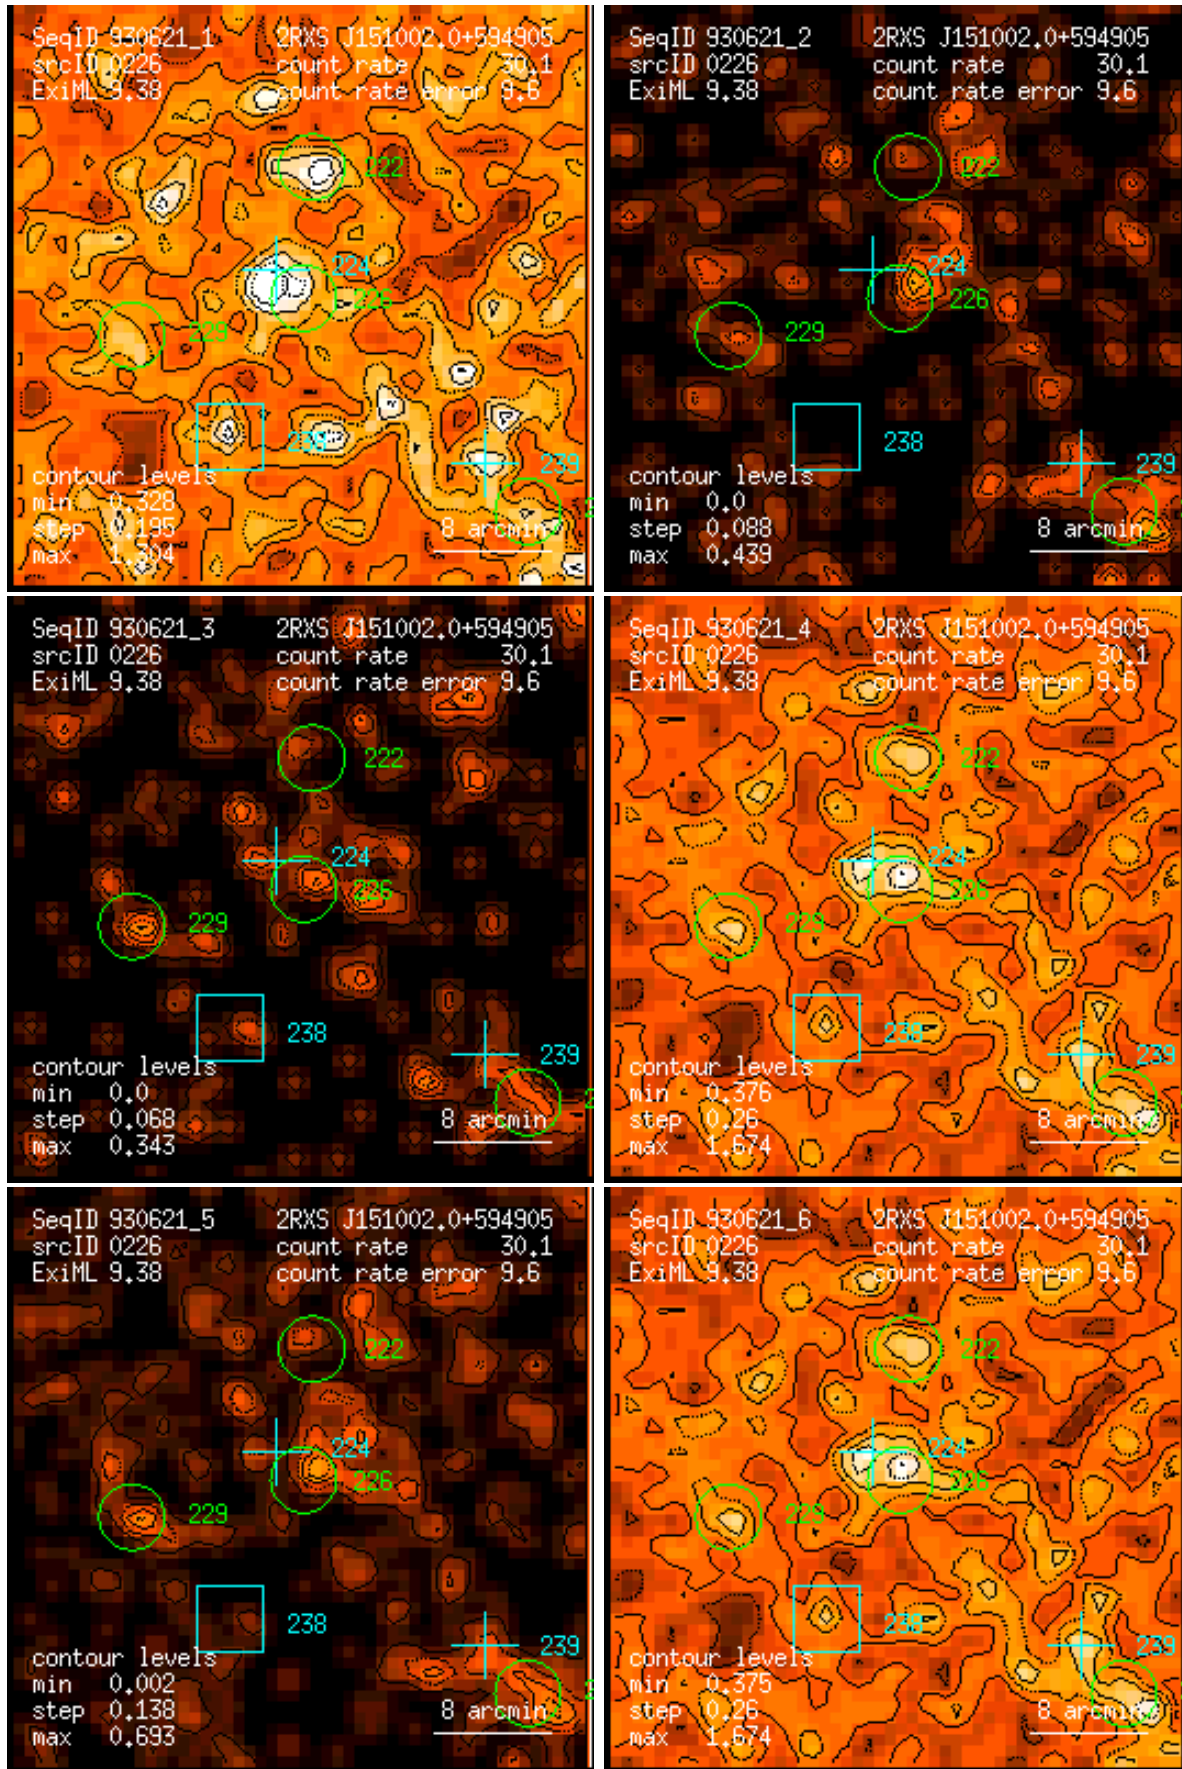 SeqID 930621_1 2RXS J151002.0+594905
srcID 0226 count rate 30.1
ExiML 9.38 count rate error 9.6
222
224
226
229
238
239
contour levels
min 0.328
step 0.195
max 1.304
8 arcmin
SeqID 930621_2 2RXS J151002.0+594905
srcID 0226 count rate 30.1
ExiML 9.38 count rate error 9.6
222
224
226
229
238
239
contour levels
min 0.0
step 0.088
max 0.439
8 arcmin
SeqID 930621_3 2RXS J151002.0+594905
srcID 0226 count rate 30.1
ExiML 9.38 count rate error 9.6
222
224
226
229
238
239
contour levels
min 0.0
step 0.068
max 0.343
8 arcmin
SeqID 930621_4 2RXS J151002.0+594905
srcID 0226 count rate 30.1
ExiML 9.38 count rate error 9.6
222
224
226
229
238
239
contour levels
min 0.376
step 0.26
max 1.674
8 arcmin
SeqID 930621_5 2RXS J151002.0+594905
srcID 0226 count rate 30.1
ExiML 9.38 count rate error 9.6
222
224
226
229
238
239
contour levels
min 0.002
step 0.138
max 0.693
8 arcmin
SeqID 930621_6 2RXS J151002.0+594905
srcID 0226 count rate 30.1
ExiML 9.38 count rate error 9.6
222
224
226
229
238
239
contour levels
min 0.375
step 0.26
max 1.674
8 arcmin